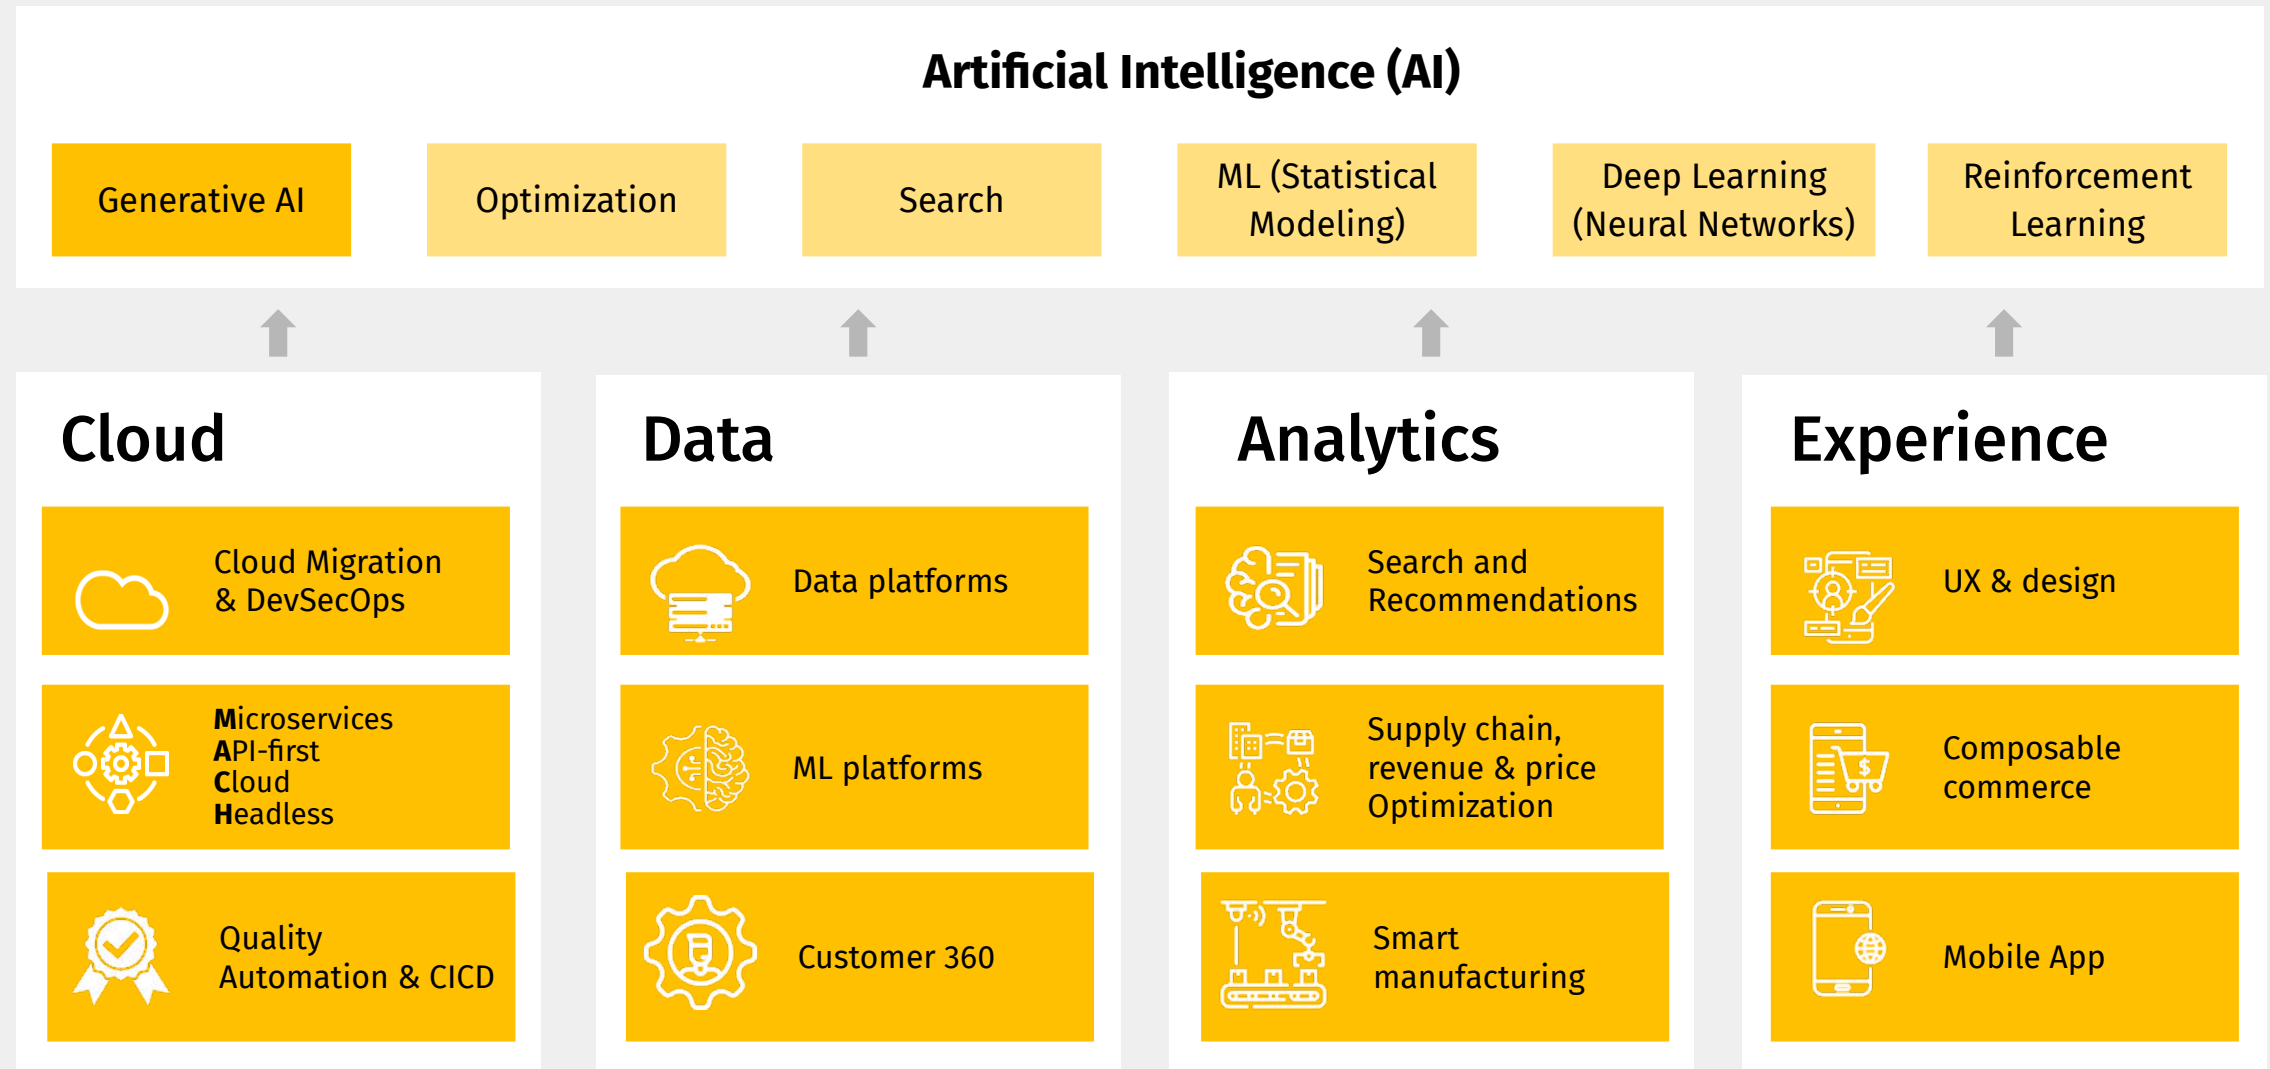 Artificial Intelligence (AI)
Generative AI
Optimization
Search
ML (Statistical
Modeling)
Deep Learning
(Neural Networks)
Reinforcement
Learning
Cloud
Cloud Migration
& DevSecOps
Microservices
API-first
Cloud
Headless
Quality
Automation & CICD
Data
Data platforms
ML platforms
Customer 360
Analytics
Search and
Recommendations
Supply chain,
revenue & price
Optimization
Smart
manufacturing
Experience
UX & design
$
Composable
commerce
Mobile App